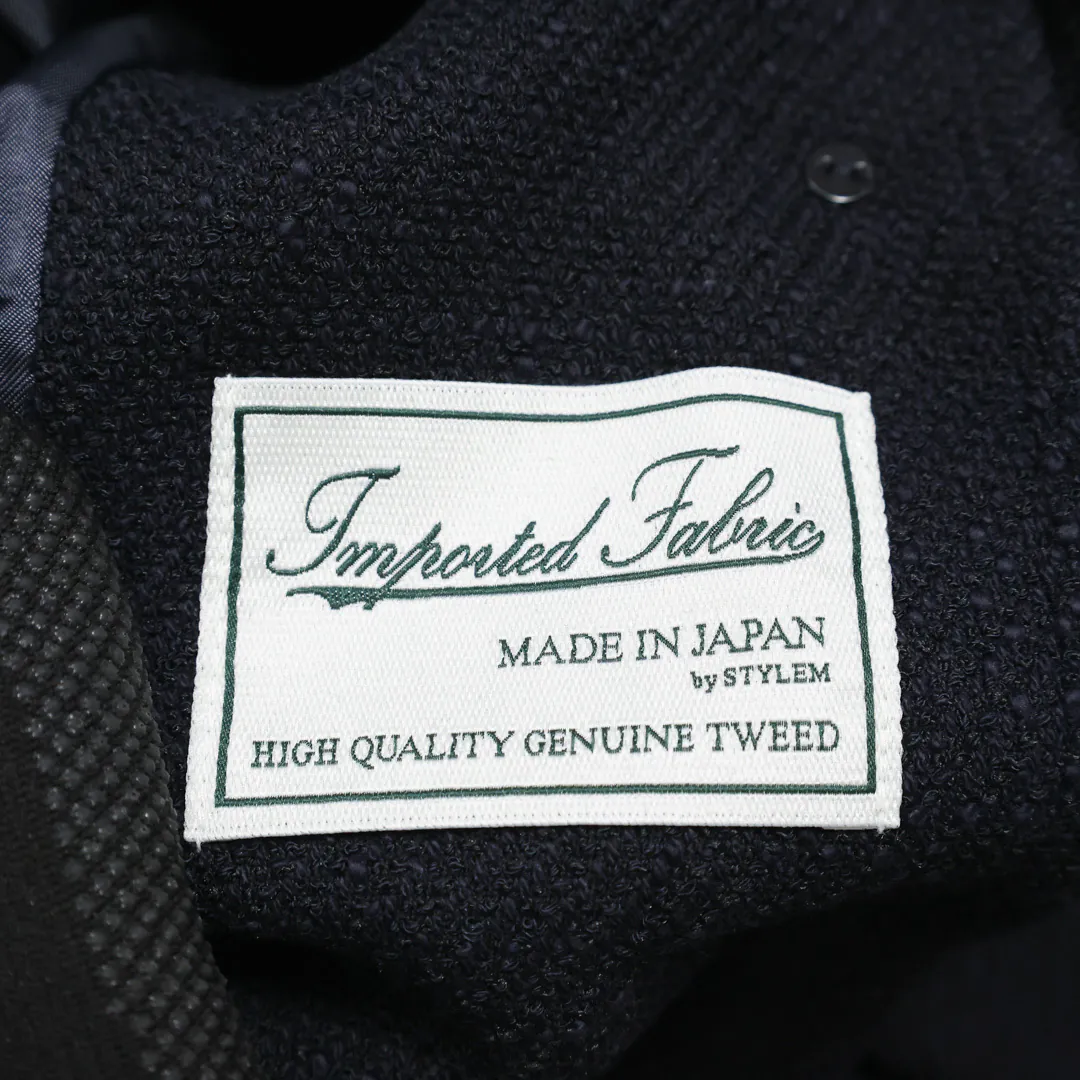 Imported Fabric
MADE IN JAPAN
by STYLEM
HIGH QUALITY GENUINE TWEED